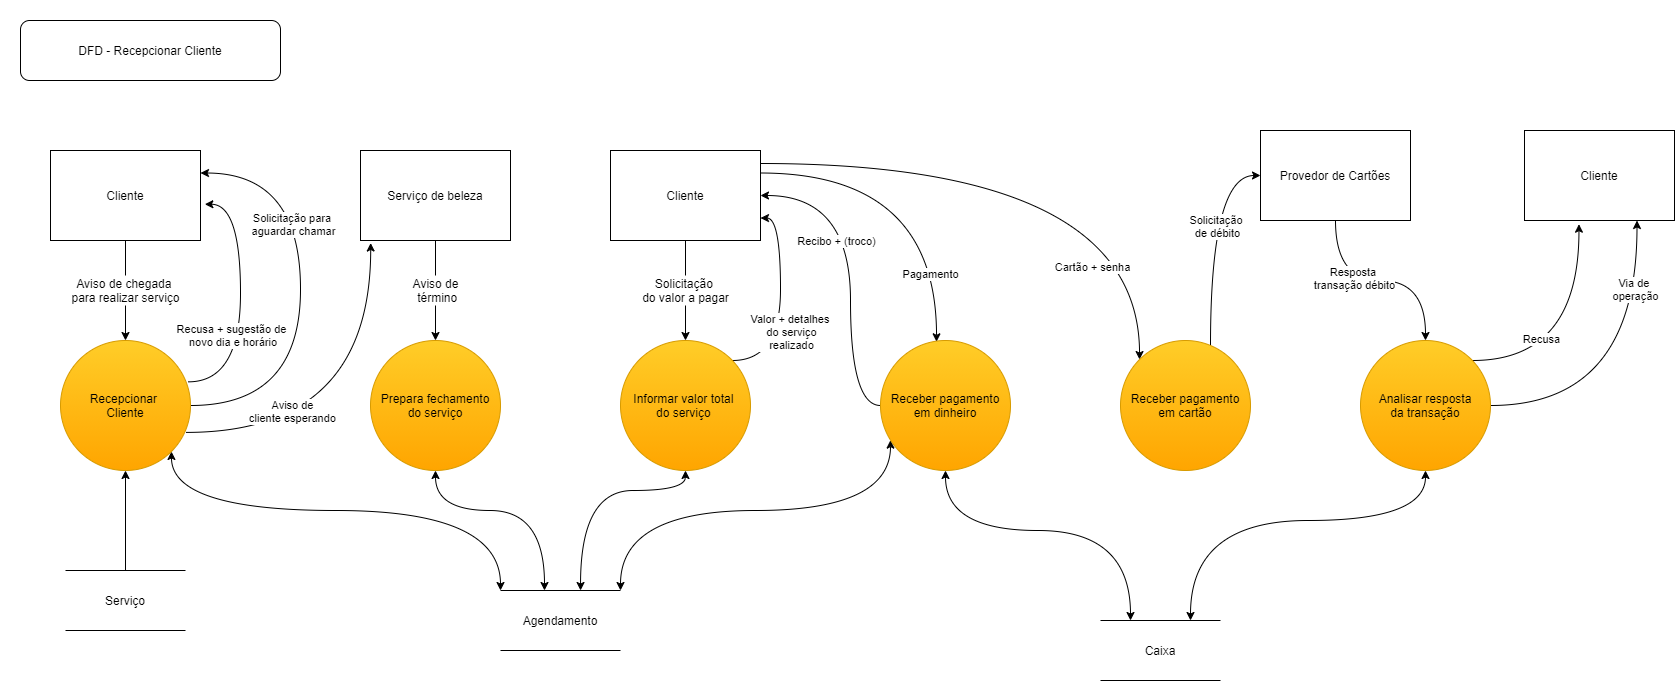 DFD - Recepcionar Cliente
Cliente
Serviço de beleza
Cliente
Provedor de Cartões
Cliente
Solicitação para
aguardar chamar
Recibo + (troco)
Pagamento
Cartão + senha
Solicitação
de débito
Aviso de chegada
para realizar serviço
Aviso de
término
Solicitação
do valor a pagar
Resposta
transação débito
Via de
operação
Recusa + sugestão de
novo dia e horário
Valor + detalhes
do serviço
realizado
Recusa
Recepcionar
Cliente
Aviso de
cliente esperando
Prepara fechamento
do serviço
Informar valor total
do serviço
Receber pagamento
em dinheiro
Receber pagamento
em cartão
Analisar resposta
da transação
Serviço
Agendamento
Caixa